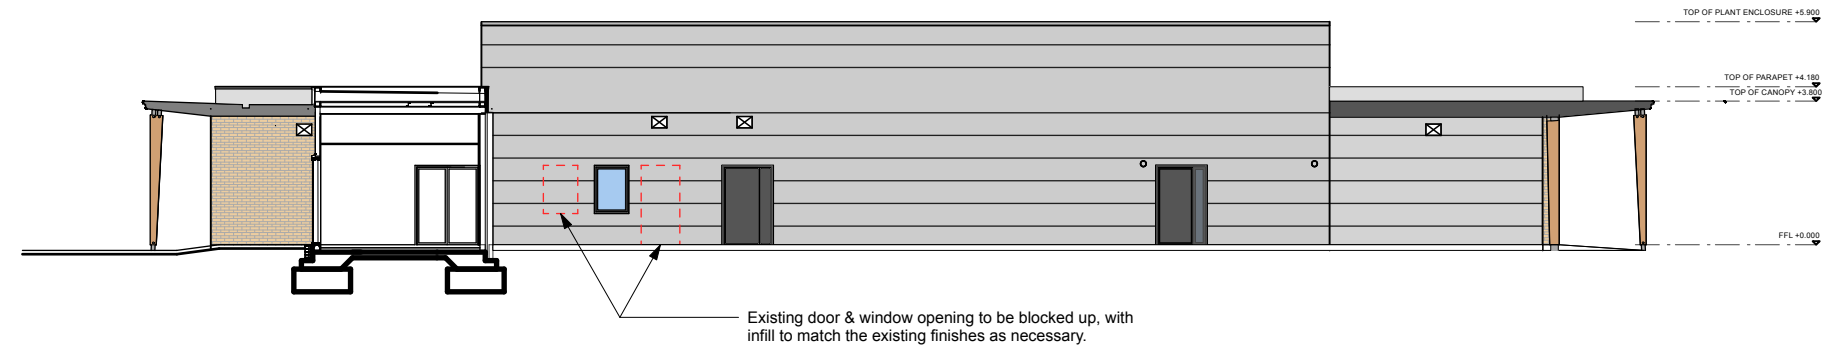 TOP OF PLANT ENCLOSURE +5.900
TOP OF PARAPET +4.180
TOP OF CANOPY +3.800
FFL +0.000
Existing door & window opening to be blocked up, with
infill to match the existing finishes as necessary.